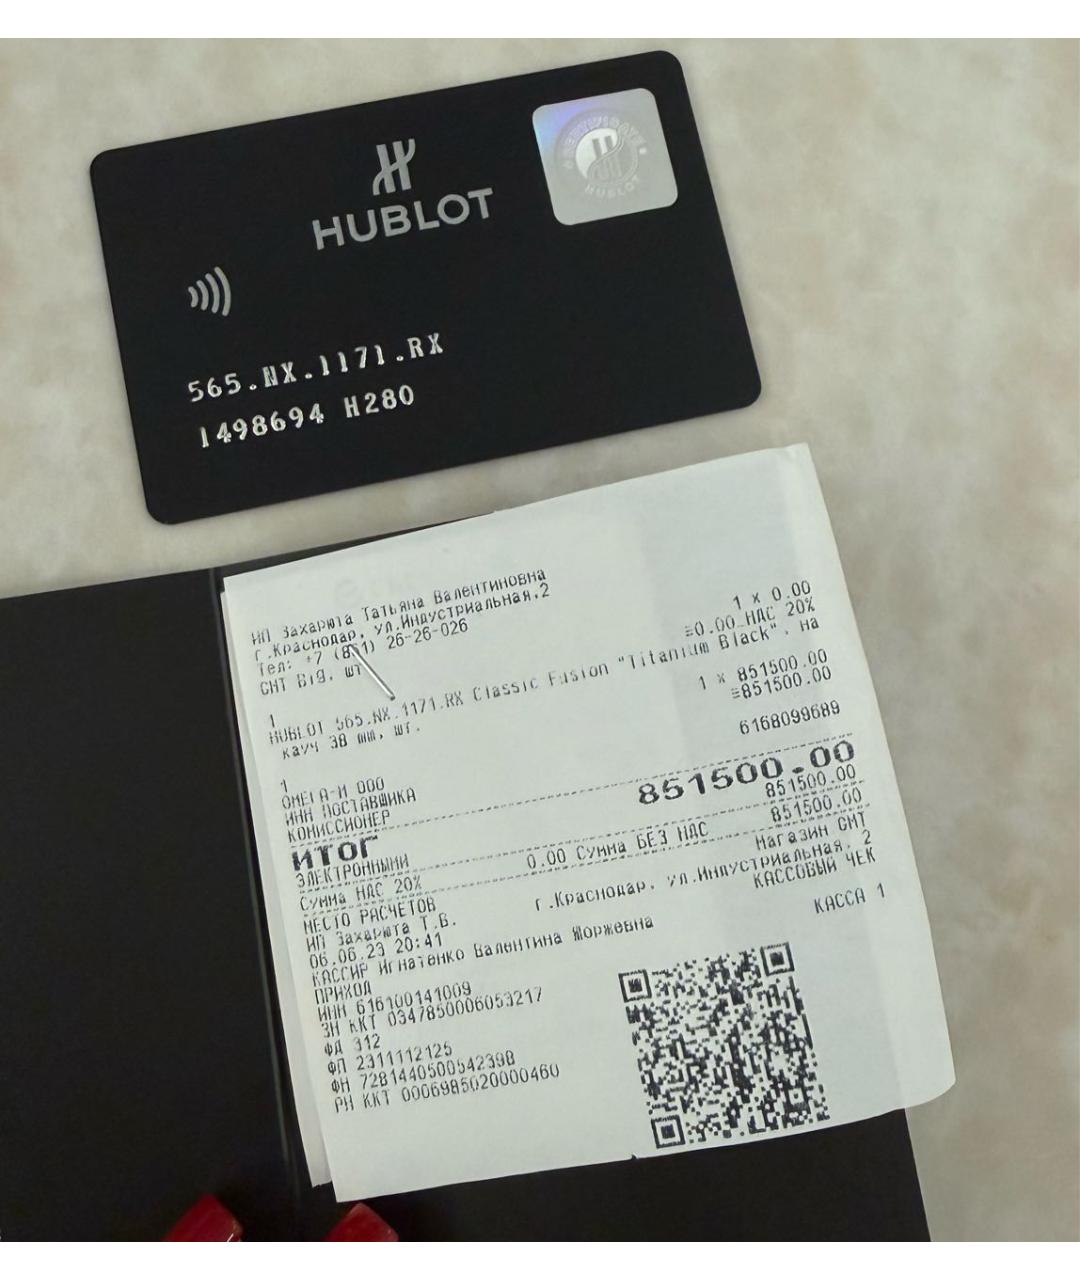 HUBLOT
565.NX.1171.RX
1498694 H280
ИП Захарюта Татьяна Валентиновна
г.Краснодар, ул.Индустриальная,2
Тел: +7 (861) 26-26-026
GMT Big, шт
1 x 0.00
≡0.00 НДС 20%
1
HUBLOT 565.NX.1171.RX Classic Fusion "Titanium Black", на
кауч 38 mm, шт.
1 x 851500.00
≡851500.00
1
ОМЕГА-М ООО
ИНН ПОСТАВЩИКА 6168099689
КОМИССИОНЕР
ИТОГ 851500.00
ЭЛЕКТРОННЫМИ 851500.00
Сумма НДС 20% 0.00 Сумма БЕЗ НДС 851500.00
МЕСТО РАСЧЕТОВ Магазин GMT
ИП Захарюта Т.В. г.Краснодар, ул.Индустриальная, 2
06.06.23 20:41 КАССОВЫЙ ЧЕК
КАССИР Игнатенко Валентина Жоржевна
ПРИХОД КАССА 1
ИНН 616100141009
ЗН ККТ 0347850006053217
ФД 312
ФП 2311112125
ФН 7281440500542398
РН ККТ 0006985020000460